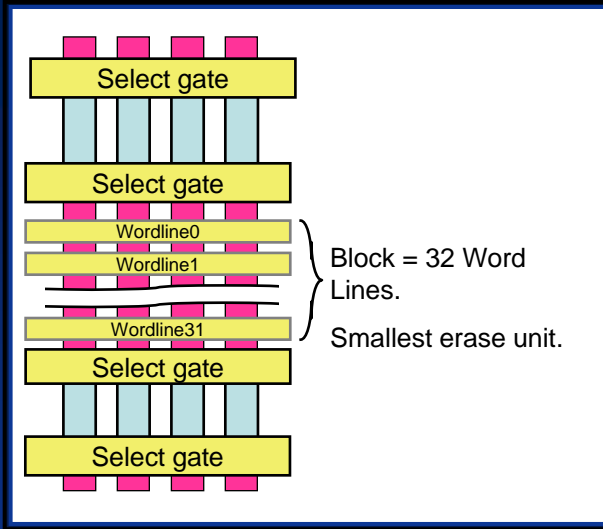 Select gate
Select gate
Wordline0
Wordline1
Wordline31
Block = 32 Word
Lines.
Smallest erase unit.
Select gate
Select gate